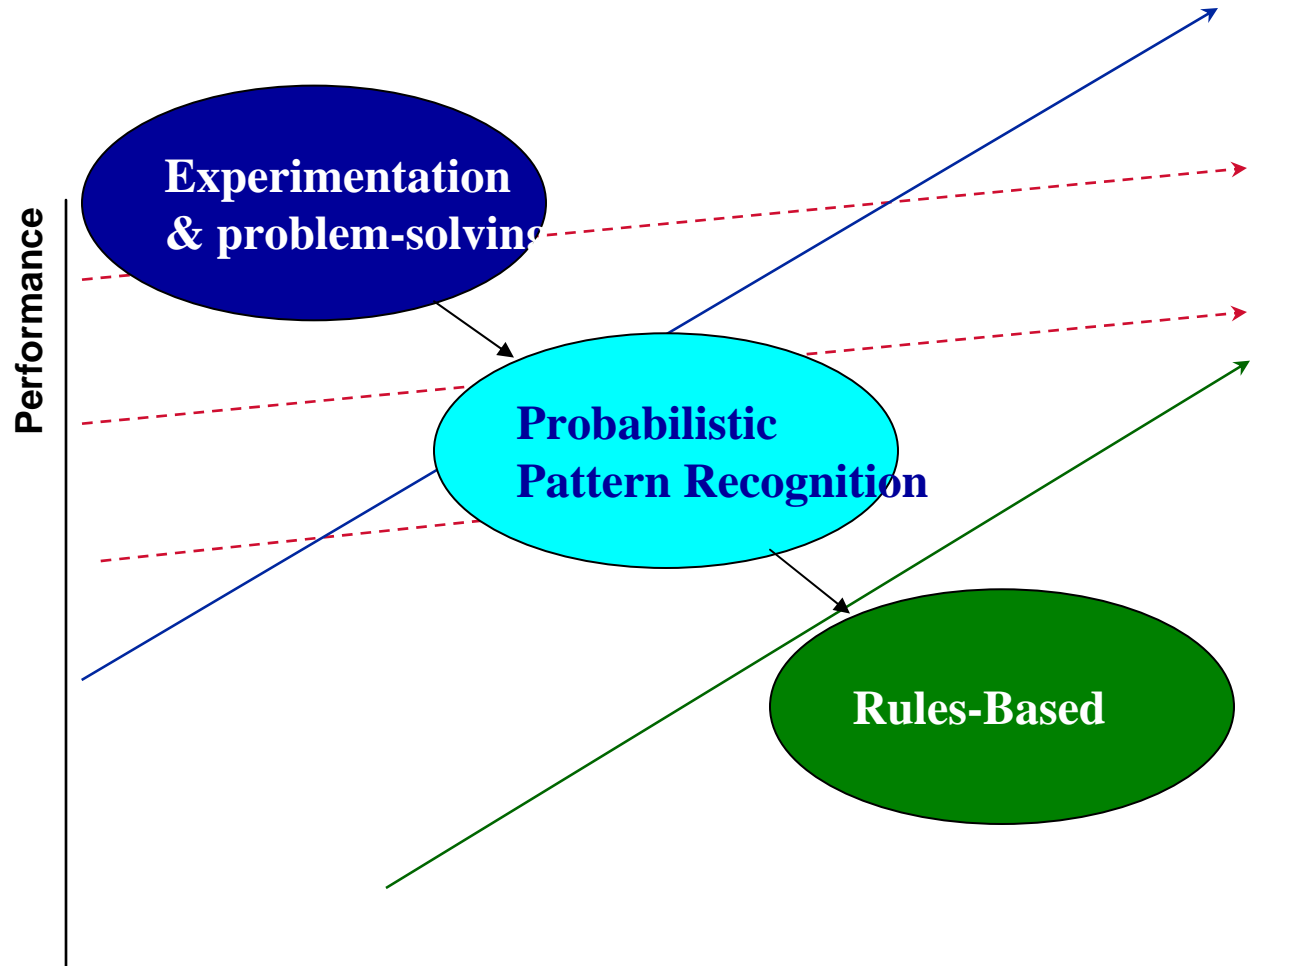 Performance
Experimentation
& problem-solving
Probabilistic
Pattern Recognition
Rules-Based